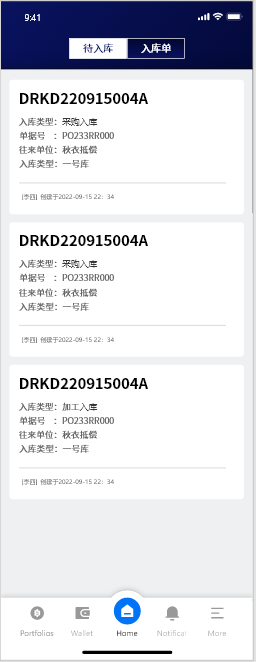 9:41
待入库 入库单
DRKD220915004A
入库类型：采购入库
单据号 ：PO233RR000
往来单位：秋衣抵偿
入库类型：一号库
[李四] 创建于2022-09-15 22：34
DRKD220915004A
入库类型：采购入库
单据号 ：PO233RR000
往来单位：秋衣抵偿
入库类型：一号库
[李四] 创建于2022-09-15 22：34
DRKD220915004A
入库类型：加工入库
单据号 ：PO233RR000
往来单位：秋衣抵偿
入库类型：一号库
[李四] 创建于2022-09-15 22：34
Portfolios Wallet Home Notificai More